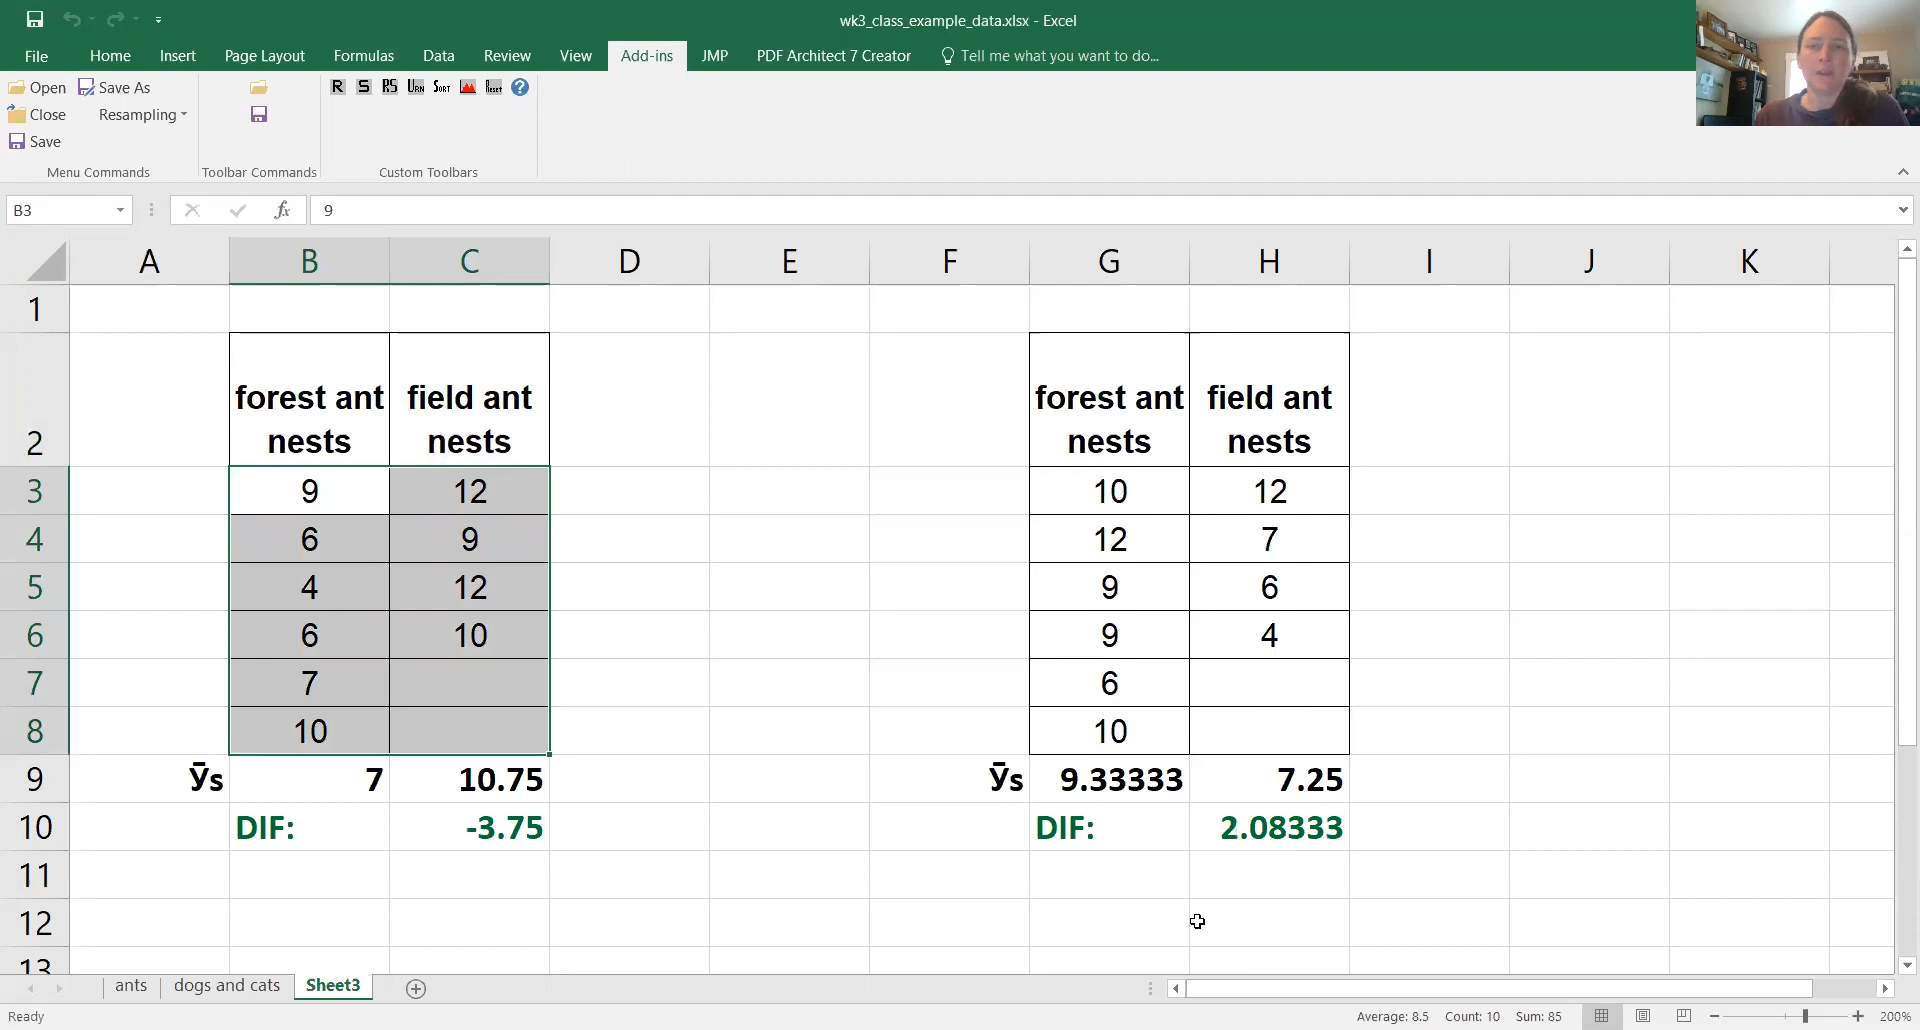 wk3_class_example_data.xlsx - Excel
File Home Insert Page Layout Formulas Data Review View Add-ins JMP PDF Architect 7 Creator Tell me what you want to do...
Open Save As R S RS URN SORT RESET ?
Close Resampling
Save
Menu Commands Toolbar Commands Custom Toolbars
B3 fx 9
A B C D E F G H I J K
1
2 forest ant nests field ant nests forest ant nests field ant nests
3 9 12 10 12
4 6 9 12 7
5 4 12 9 6
6 6 10 9 4
7 7 6
8 10 10
9 Ȳs 7 10.75 Ȳs 9.33333 7.25
10 DIF: -3.75 DIF: 2.08333
11
12
13
ants dogs and cats Sheet3
Ready Average: 8.5 Count: 10 Sum: 85 200%